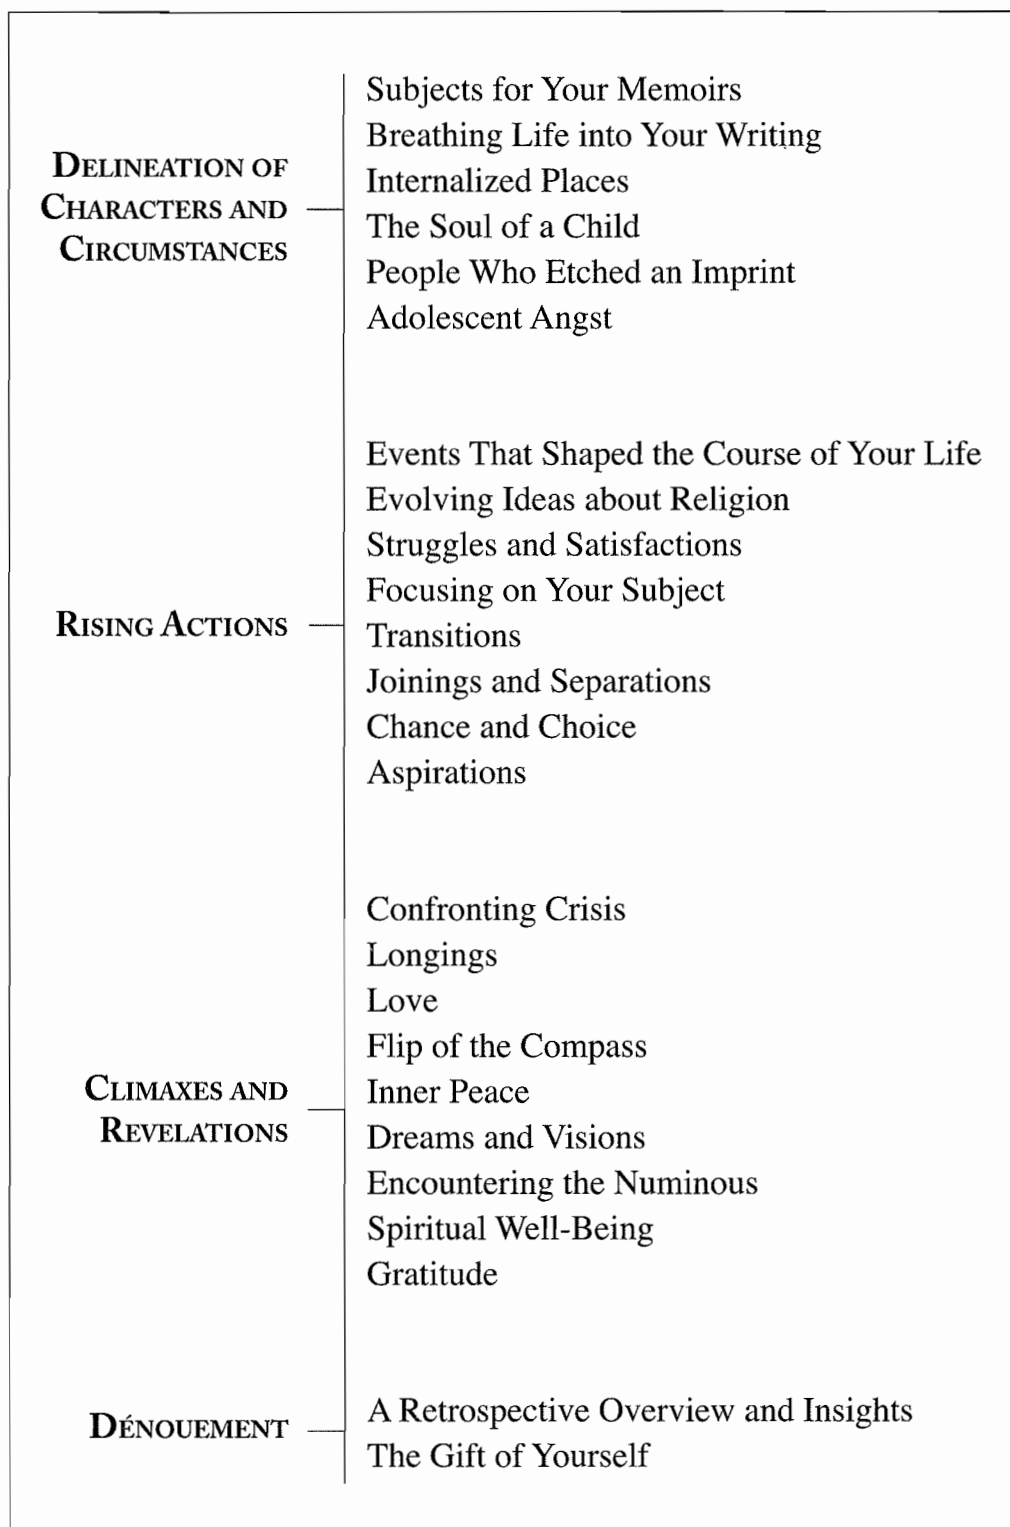 DELINEATION OF
CHARACTERS AND
CIRCUMSTANCES
Subjects for Your Memoirs
Breathing Life into Your Writing
Internalized Places
The Soul of a Child
People Who Etched an Imprint
Adolescent Angst
RISING ACTIONS
Events That Shaped the Course of Your Life
Evolving Ideas about Religion
Struggles and Satisfactions
Focusing on Your Subject
Transitions
Joinings and Separations
Chance and Choice
Aspirations
CLIMAXES AND
REVELATIONS
Confronting Crisis
Longings
Love
Flip of the Compass
Inner Peace
Dreams and Visions
Encountering the Numinous
Spiritual Well-Being
Gratitude
DÉNOUEMENT
A Retrospective Overview and Insights
The Gift of Yourself